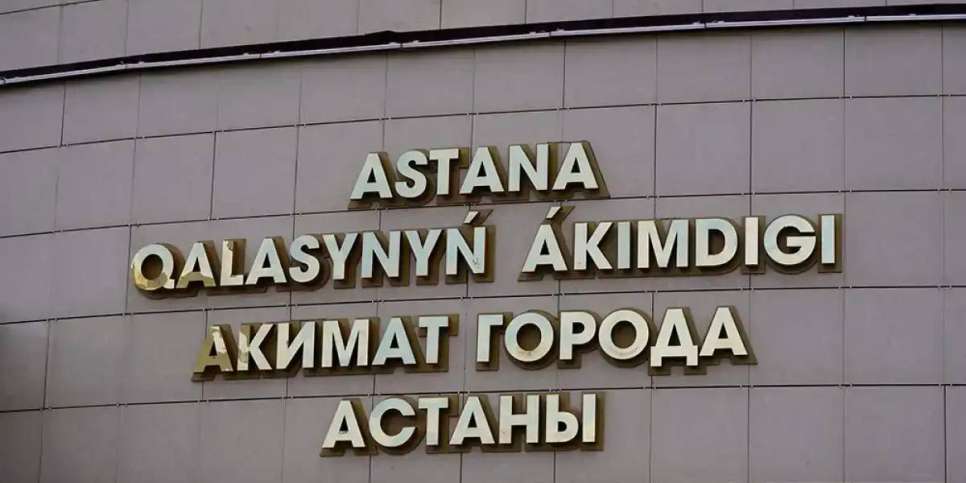 ASTANA
QALASYNYŃ ÁKIMDIGI
АКИМАТ ГОРОДА
АСТАНЫ